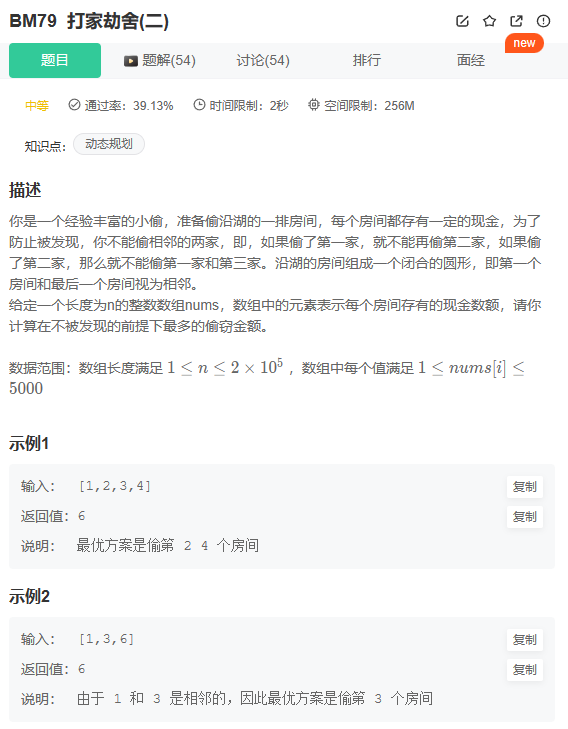 BM79 打家劫舍(二)
new
题目 题解(54) 讨论(54) 排行 面经
中等 通过率：39.13% 时间限制：2秒 空间限制：256M
知识点： 动态规划
描述
你是一个经验丰富的小偷，准备偷沿湖的一排房间，每个房间都存有一定的现金，为了
防止被发现，你不能偷相邻的两家，即，如果偷了第一家，就不能再偷第二家，如果偷
了第二家，那么就不能偷第一家和第三家。沿湖的房间组成一个闭合的圆形，即第一个
房间和最后一个房间视为相邻。
给定一个长度为n的整数数组nums，数组中的元素表示每个房间存有的现金数额，请你
计算在不被发现的前提下最多的偷窃金额。
数据范围：数组长度满足 1 ≤ n ≤ 2 × 10⁵ ，数组中每个值满足 1 ≤ nums[i] ≤
5000
示例1
输入： [1,2,3,4] 复制
返回值：6 复制
说明： 最优方案是偷第 2 4 个房间
示例2
输入： [1,3,6] 复制
返回值：6 复制
说明： 由于 1 和 3 是相邻的，因此最优方案是偷第 3 个房间